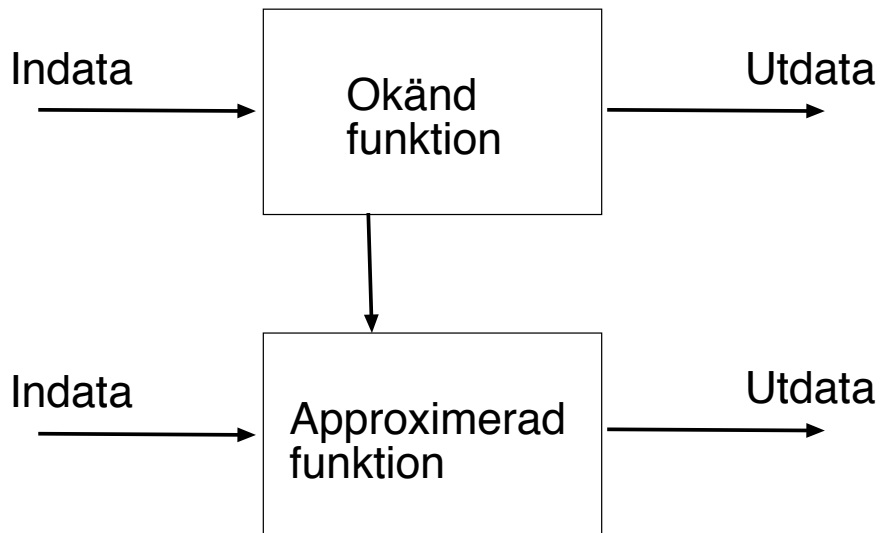 Indata
Okänd
funktion
Utdata
Indata
Approximerad
funktion
Utdata